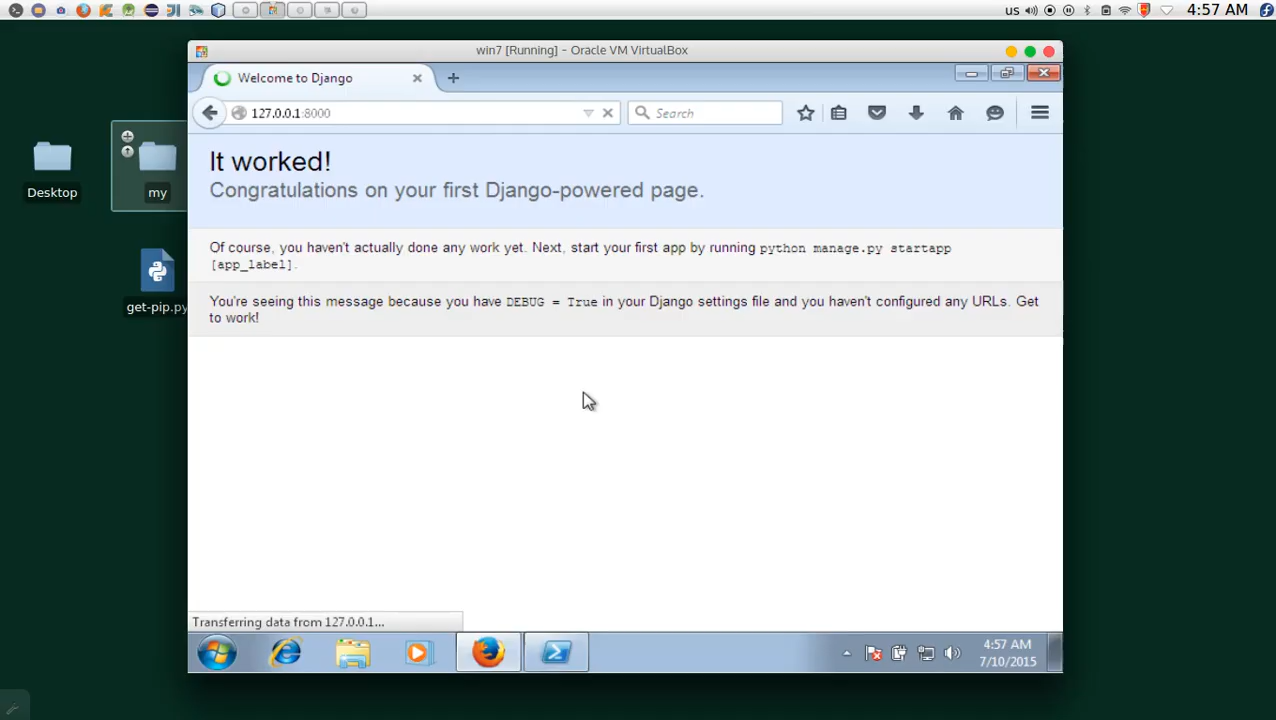 us
4:57 AM
win7 [Running] - Oracle VM VirtualBox
Welcome to Django
127.0.0.1:8000
Search
It worked!
Congratulations on your first Django-powered page.
Of course, you haven't actually done any work yet. Next, start your first app by running python manage.py startapp
[app_label].
You're seeing this message because you have DEBUG = True in your Django settings file and you haven't configured any URLs. Get
to work!
Desktop
my
get-pip.py
Transferring data from 127.0.0.1...
4:57 AM
7/10/2015